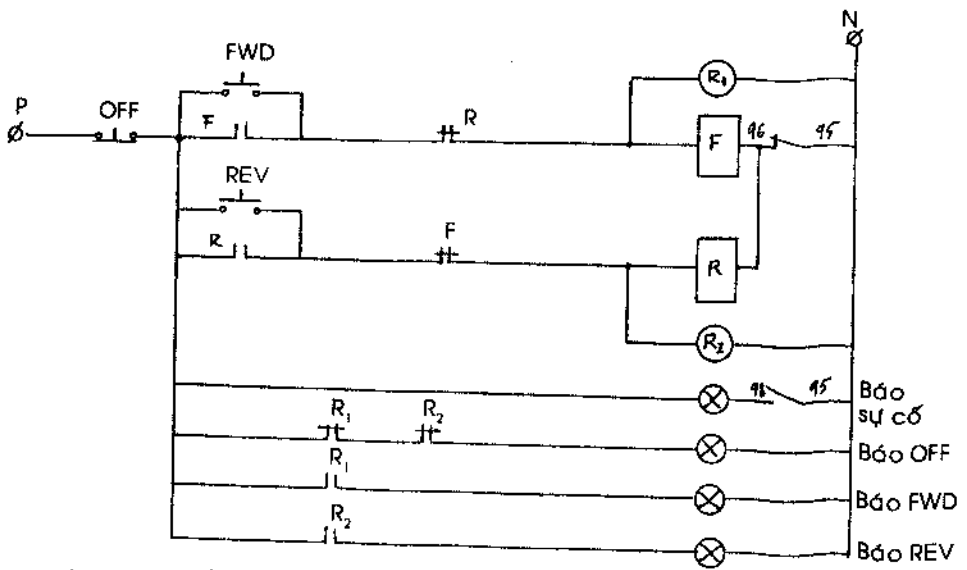 N
FWD
R1
P
OFF
F
R
F
96
95
REV
R
F
R
R2
98
95
Báo sự cố
R1
R2
Báo OFF
R1
Báo FWD
R2
Báo REV